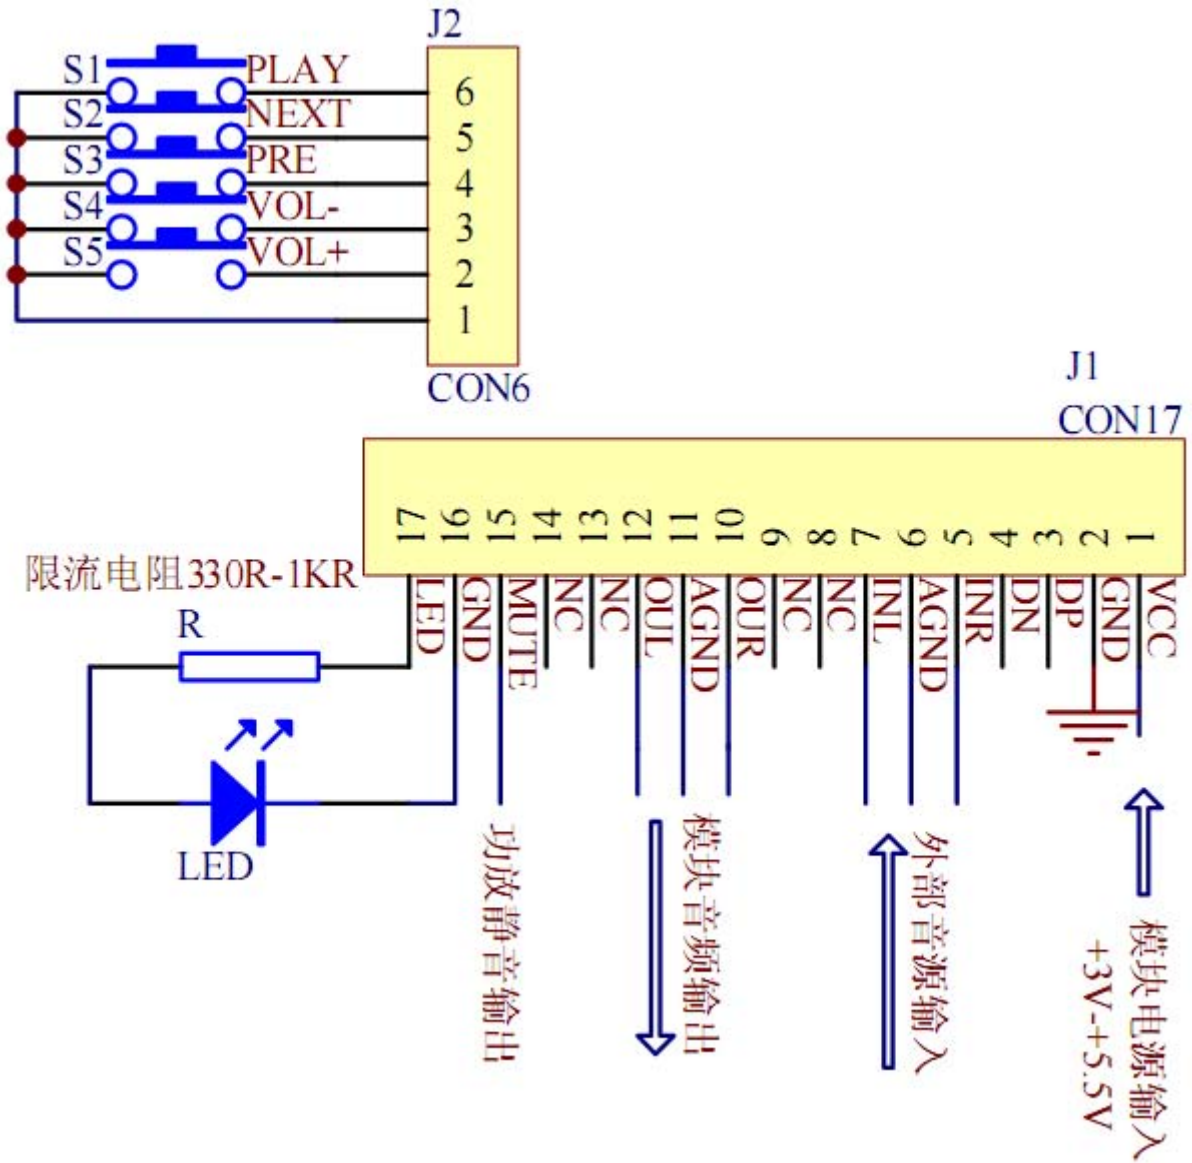 J2
S1 PLAY 6
S2 NEXT 5
S3 PRE 4
S4 VOL- 3
S5 VOL+ 2
1
CON6
J1
CON17
17 16 15 14 13 12 11 10 9 8 7 6 5 4 3 2 1
LED GND MUTE NC NC OUL AGND OUR NC NC INL AGND INR DN DP GND VCC
限流电阻330R-1KR
R
LED
功放静音输出
模块音频输出
外部音源输入
模块电源输入
+3V-+5.5V